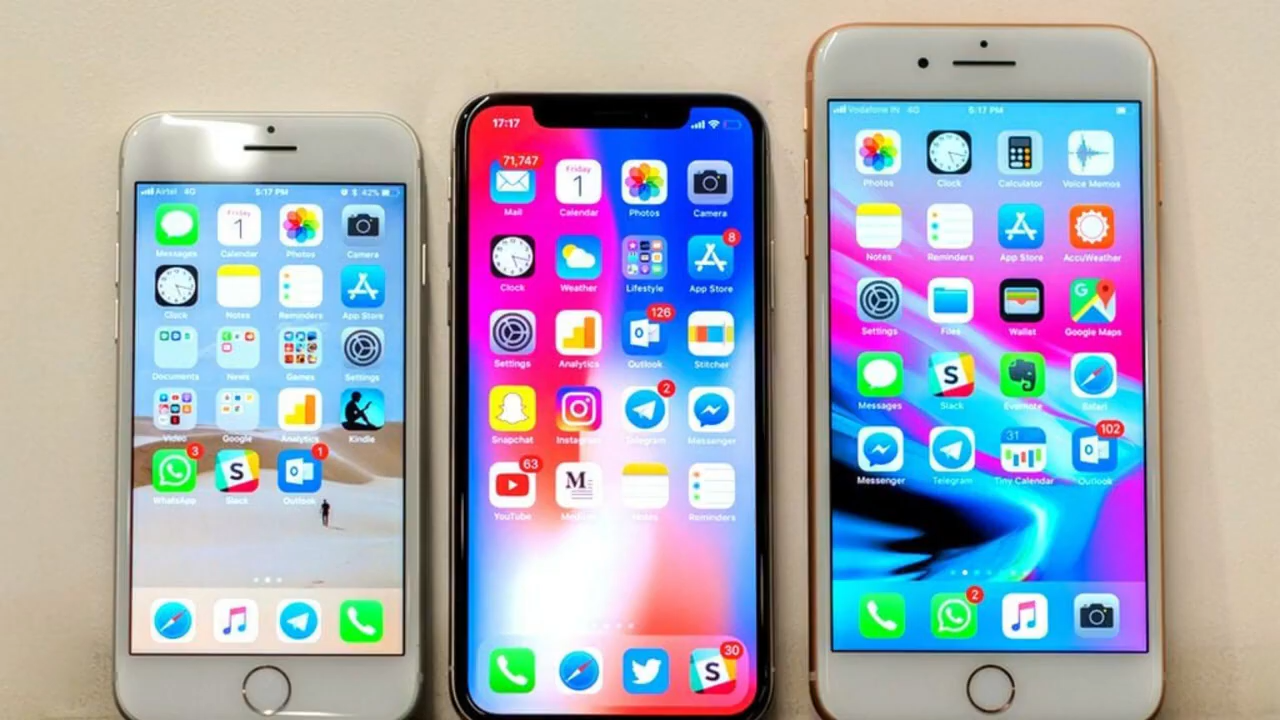 Airtel 4G 5:17 PM 42%
Friday
1
Messages Calendar Photos Camera
Clock Notes Reminders App Store
Documents News Games Settings
Video Google Analytics Kindle
3 S 1
WhatsApp Slack Outlook
17:17
71,747 Friday
1
Mail Calendar Photos Camera
8
Clock Weather Lifestyle App Store
126
Settings Analytics Outlook Stitcher
2
Snapchat Instagram Telegram Messenger
63
M
YouTube Medium Notes Reminders
S 30
Vodafone IN 4G 5:17 PM
Photos Clock Calculator Voice Memos
Notes Reminders App Store AccuWeather
G
Settings Files Wallet Google Maps
S
Messages Slack Evernote Safari
31 102
Messenger Telegram Tiny Calendar Outlook
2